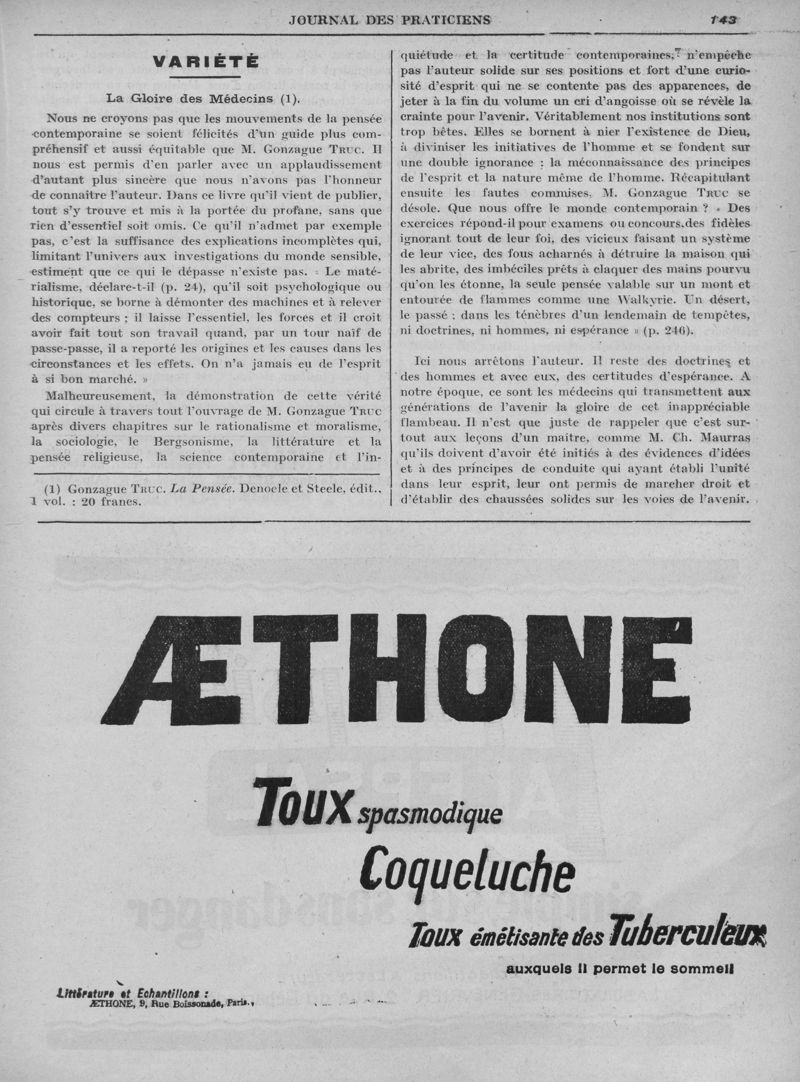 JOURNAL DES PRATICIENS 143
VARIÉTÉ
La Gloire des Médecins (1).
Nous ne croyons pas que les mouvements de la pensée
contemporaine se soient félicités d'un guide plus com-
préhensif et aussi équitable que M. Gonzague TRUC. Il
nous est permis d'en parler avec un applaudissement
d'autant plus sincère que nous n'avons pas l'honneur
de connaître l'auteur. Dans ce livre qu'il vient de publier,
tout s'y trouve et mis à la portée du profane, sans que
rien d'essentiel soit omis. Ce qu'il n'admet par exemple
pas, c'est la suffisance des explications incomplètes qui,
limitant l'univers aux investigations du monde sensible,
estiment que ce qui le dépasse n'existe pas. « Le maté-
rialisme, déclare-t-il (p. 24), qu'il soit psychologique ou
historique, se borne à démonter des machines et à relever
des compteurs ; il laisse l'essentiel, les forces et il croit
avoir fait tout son travail quand, par un tour naïf de
passe-passe, il a reporté les origines et les causes dans les
circonstances et les effets. On n'a jamais eu de l'esprit
à si bon marché. »
Malheureusement, la démonstration de cette vérité
qui circule à travers tout l'ouvrage de M. Gonzague TRUC
après divers chapitres sur le rationalisme et moralisme,
la sociologie, le Bergsonisme, la littérature et la
pensée religieuse, la science contemporaine et l'in-
(1) Gonzague TRUC. La Pensée. Denoele et Steele, édit.,
1 vol. : 20 francs.
quiétude et la certitude contemporaines, n'empêche
pas l'auteur solide sur ses positions et fort d'une curio-
sité d'esprit qui ne se contente pas des apparences, de
jeter à la fin du volume un cri d'angoisse où se révèle la
crainte pour l'avenir. Véritablement nos institutions sont
trop bêtes. Elles se bornent à nier l'existence de Dieu,
à diviniser les initiatives de l'homme et se fondent sur
une double ignorance : la méconnaissance des principes
de l'esprit et la nature même de l'homme. Récapitulant
ensuite les fautes commises, M. Gonzague TRUC se
désole. Que nous offre le monde contemporain ? « Des
exercices répond-il pour examens ou concours, des fidèles
ignorant tout de leur foi, des vicieux faisant un système
de leur vice, des fous acharnés à détruire la maison qui
les abrite, des imbéciles prêts à claquer des mains pourvu
qu'on les étonne, la seule pensée valable sur un mont et
entourée de flammes comme une Walkyrie. Un désert,
le passé ; dans les ténèbres d'un lendemain de tempêtes,
ni doctrines, ni hommes, ni espérance » (p. 246).
Ici nous arrêtons l'auteur. Il reste des doctrines et
des hommes et avec eux, des certitudes d'espérance. A
notre époque, ce sont les médecins qui transmettent aux
générations de l'avenir la gloire de cet inappréciable
flambeau. Il n'est que juste de rappeler que c'est sur-
tout aux leçons d'un maître, comme M. Ch. Maurras
qu'ils doivent d'avoir été initiés à des évidences d'idées
et à des principes de conduite qui ayant établi l'unité
dans leur esprit, leur ont permis de marcher droit et
d'établir des chaussées solides sur les voies de l'avenir.
ÆTHONE
Toux spasmodique
Coqueluche
Toux émétisante des Tuberculeux
auxquels il permet le sommeil
Littérature et Echantillons :
ÆTHONE, 9, Rue Boissonade, Paris.